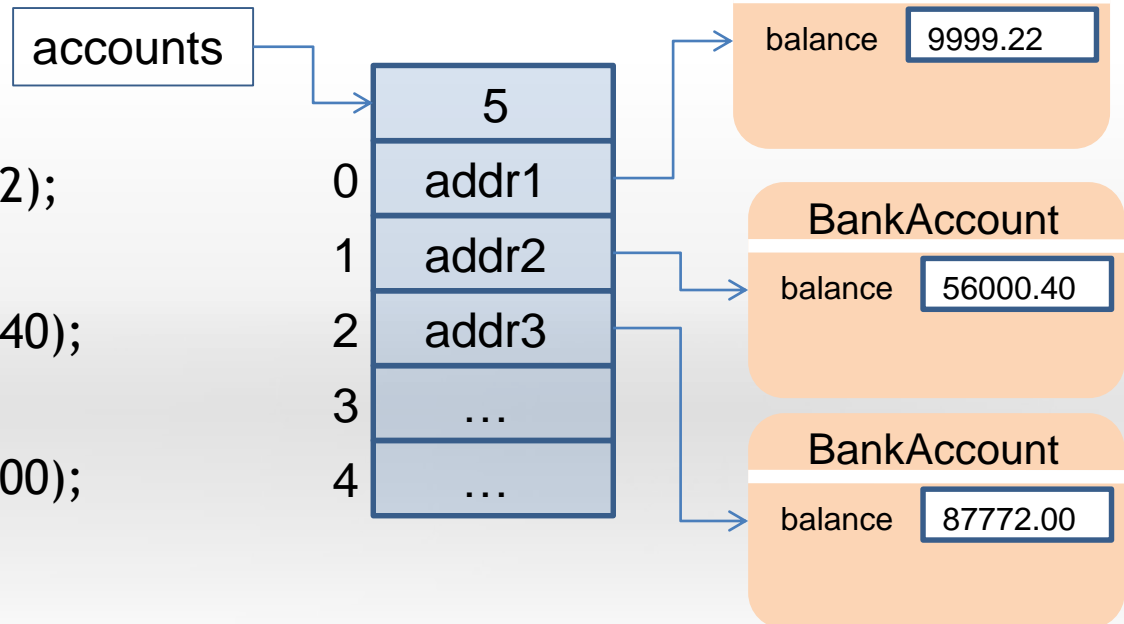 accounts
balance 9999.22
5
2);
0 addr1
BankAccount
1 addr2
balance 56000.40
40);
2 addr3
3 …
BankAccount
00);
4 …
balance 87772.00